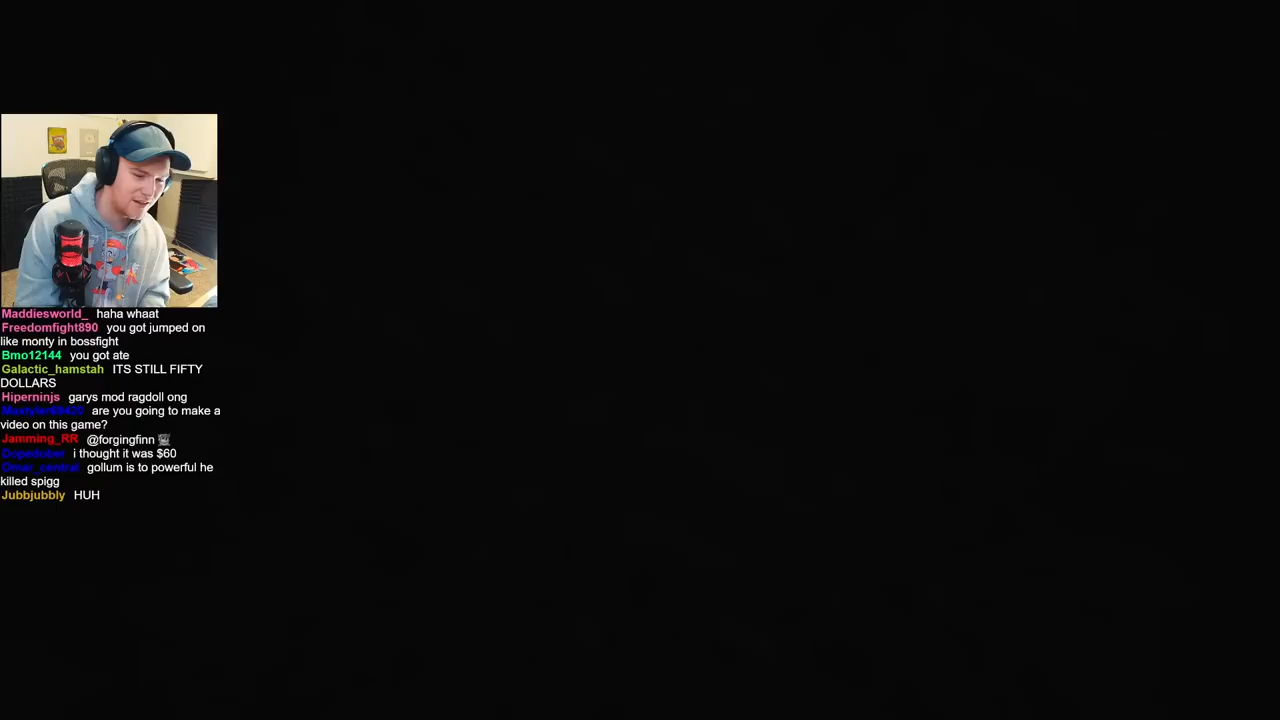 Maddiesworld_ haha whaat
Freedomfight890 you got jumped on
like monty in bossfight
Bmo12144 you got ate
Galactic_hamstah ITS STILL FIFTY
DOLLARS
Hiperninjs garys mod ragdoll ong
are you going to make a
video on this game?
Jamming_RR @forgingfinn
Dopedober i thought it was $60
Omar_central gollum is to powerful he
killed spigg
Jubbjubbly HUH